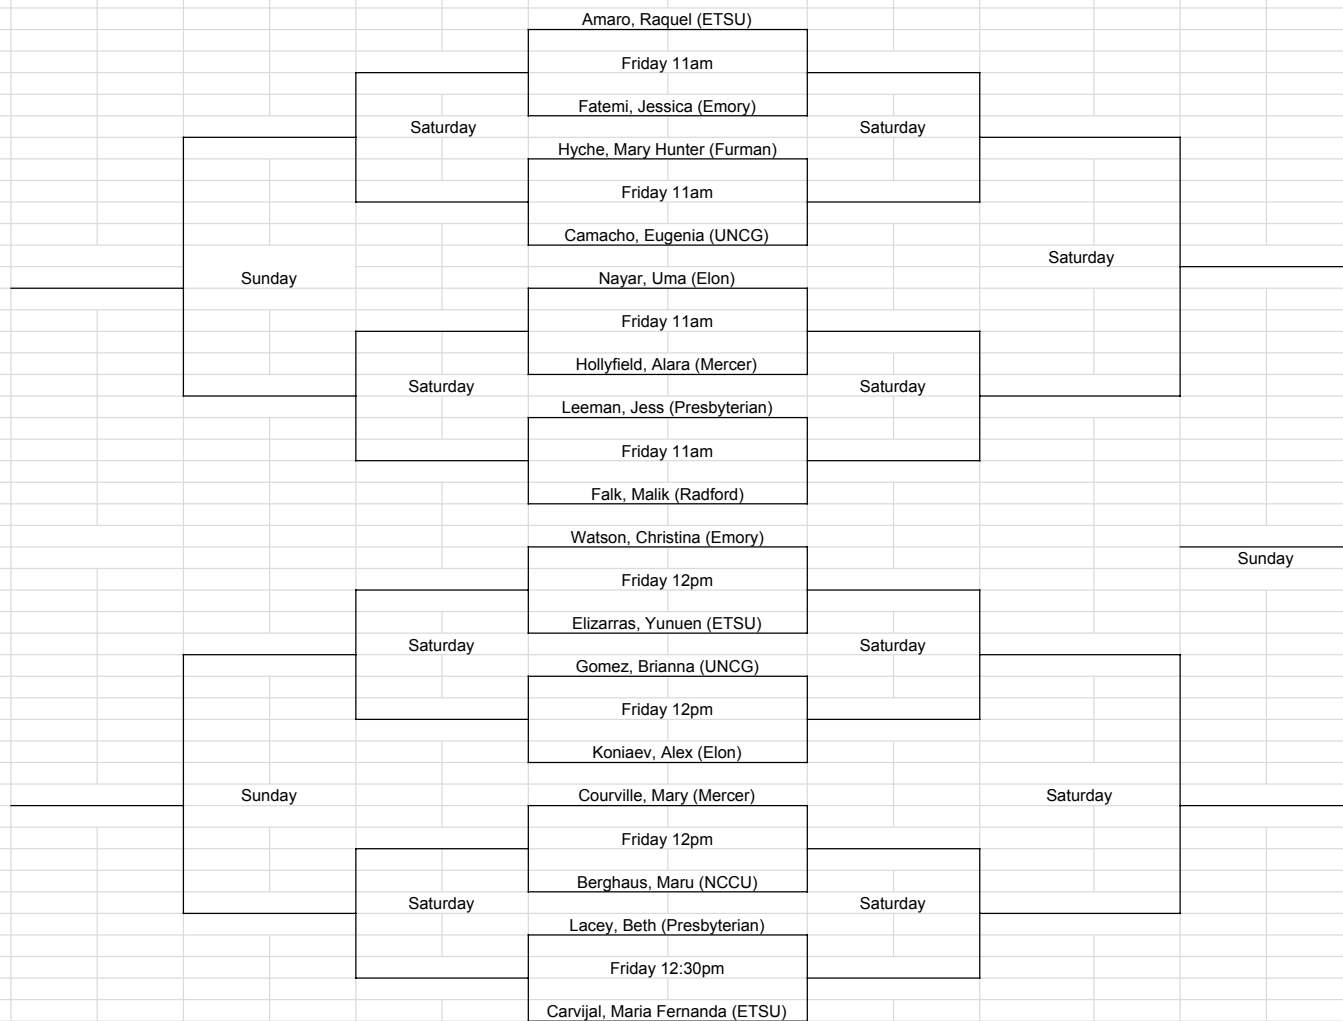 Amaro, Raquel (ETSU)
Friday 11am
Fatemi, Jessica (Emory)
Saturday
Saturday
Hyche, Mary Hunter (Furman)
Friday 11am
Camacho, Eugenia (UNCG)
Saturday
Sunday
Nayar, Uma (Elon)
Friday 11am
Hollyfield, Alara (Mercer)
Saturday
Saturday
Leeman, Jess (Presbyterian)
Friday 11am
Falk, Malik (Radford)
Watson, Christina (Emory)
Sunday
Friday 12pm
Elizarras, Yunuen (ETSU)
Saturday
Saturday
Gomez, Brianna (UNCG)
Friday 12pm
Koniaev, Alex (Elon)
Sunday
Courville, Mary (Mercer)
Saturday
Friday 12pm
Berghaus, Maru (NCCU)
Saturday
Saturday
Lacey, Beth (Presbyterian)
Friday 12:30pm
Carvijal, Maria Fernanda (ETSU)